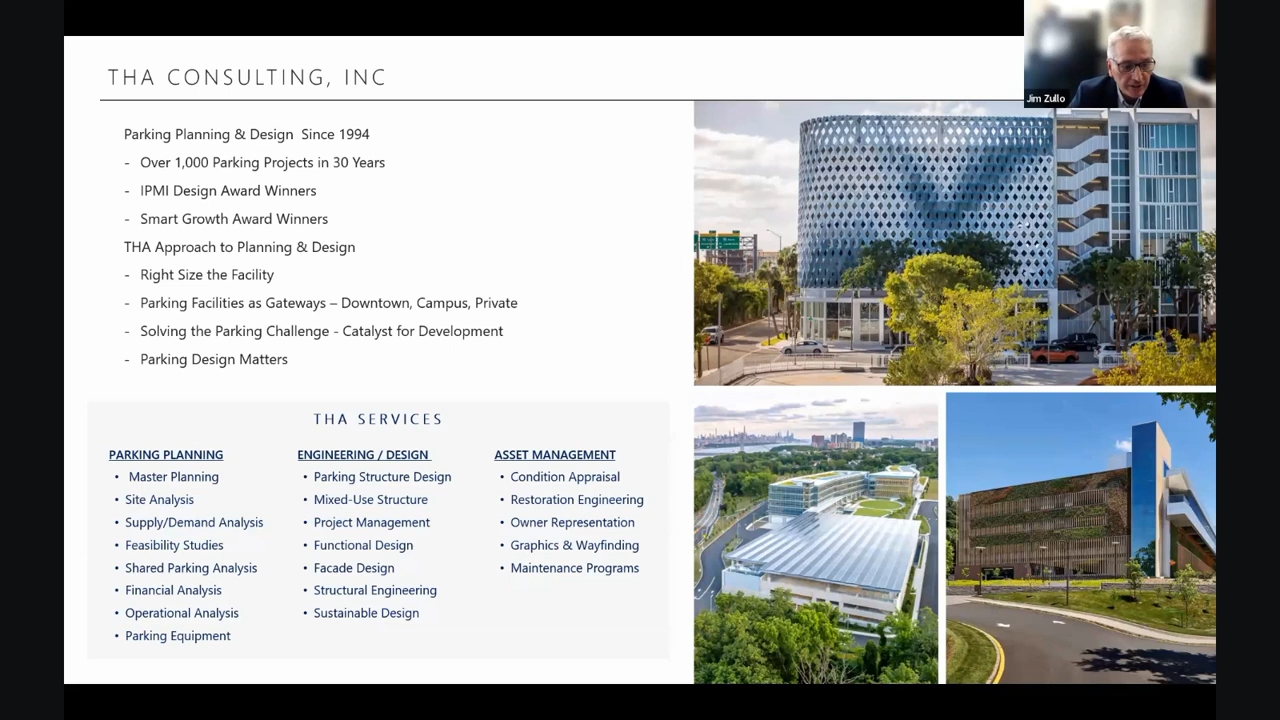 THA CONSULTING, INC
Jim Zullo
Parking Planning & Design Since 1994
- Over 1,000 Parking Projects in 30 Years
- IPMI Design Award Winners
- Smart Growth Award Winners
THA Approach to Planning & Design
- Right Size the Facility
- Parking Facilities as Gateways – Downtown, Campus, Private
- Solving the Parking Challenge - Catalyst for Development
- Parking Design Matters
THA SERVICES
PARKING PLANNING
• Master Planning
• Site Analysis
• Supply/Demand Analysis
• Feasibility Studies
• Shared Parking Analysis
• Financial Analysis
• Operational Analysis
• Parking Equipment
ENGINEERING / DESIGN
• Parking Structure Design
• Mixed-Use Structure
• Project Management
• Functional Design
• Facade Design
• Structural Engineering
• Sustainable Design
ASSET MANAGEMENT
• Condition Appraisal
• Restoration Engineering
• Owner Representation
• Graphics & Wayfinding
• Maintenance Programs